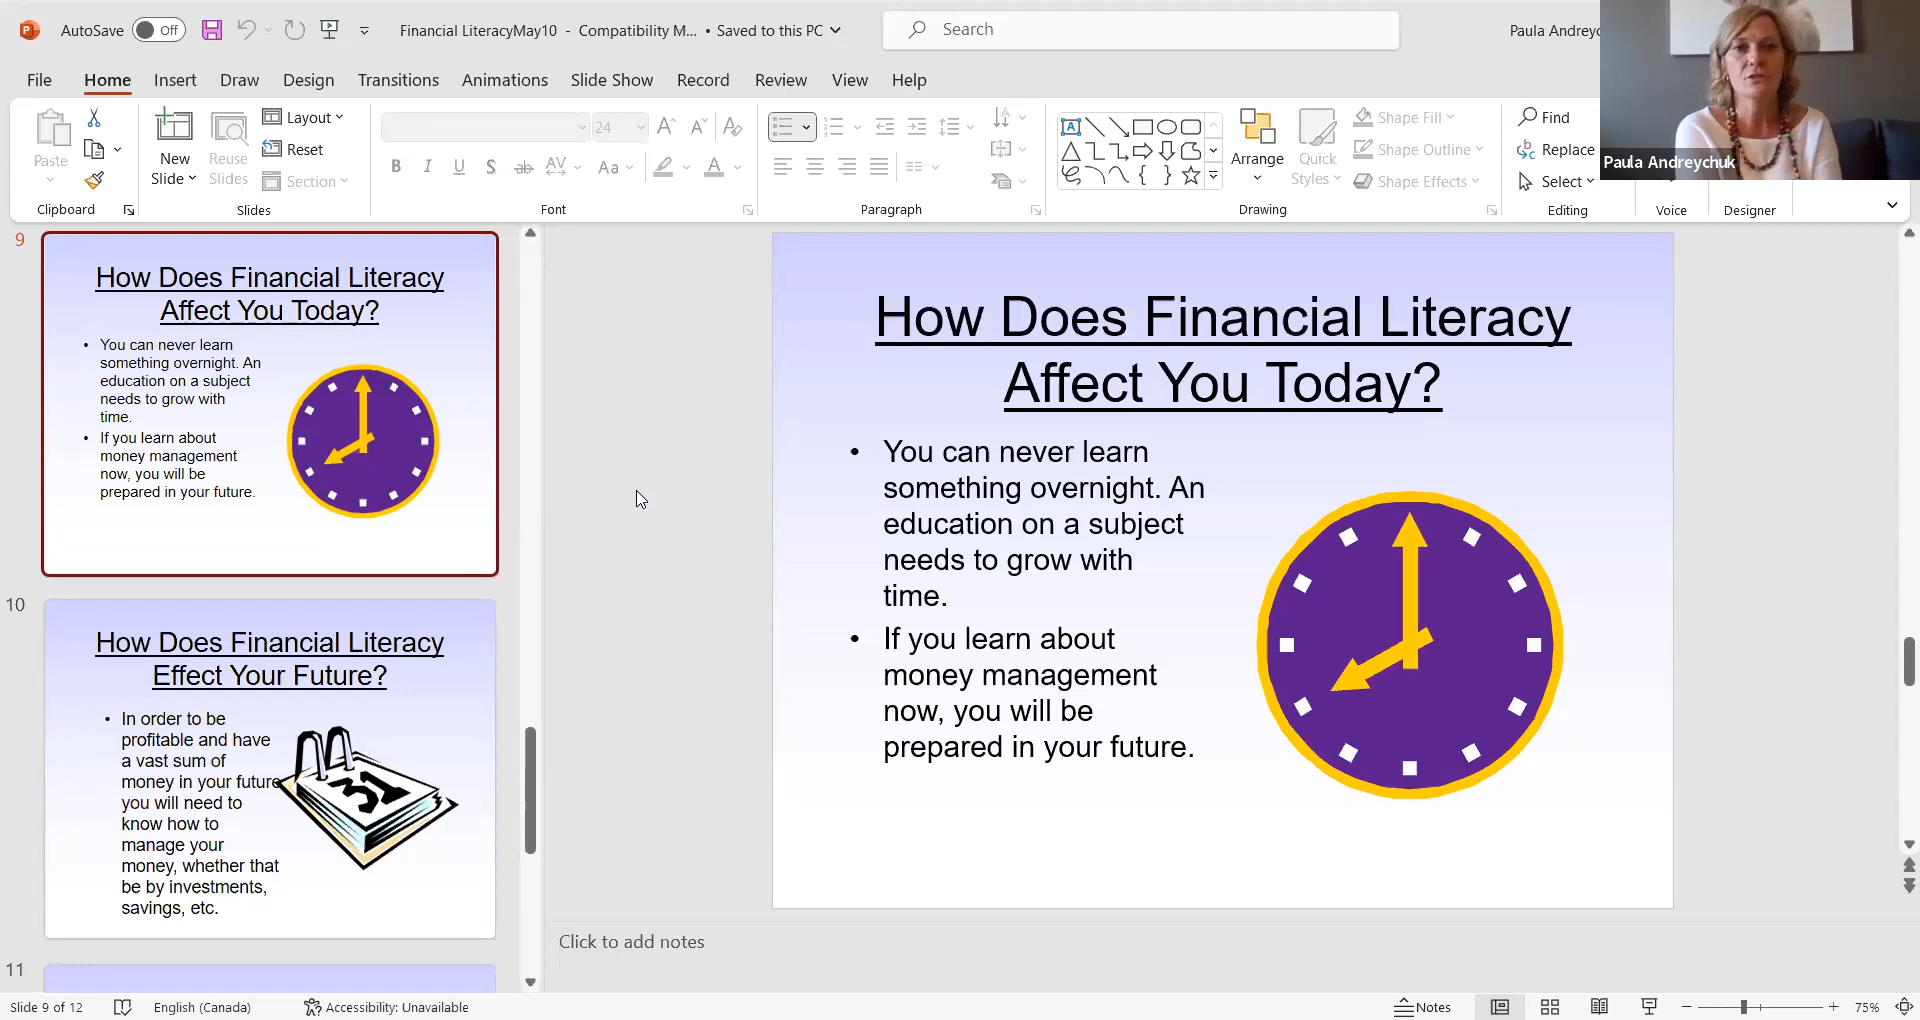 AutoSave Off Financial LiteracyMay10 - Compatibility M... • Saved to this PC Search
File Home Insert Draw Design Transitions Animations Slide Show Record Review View Help
Paula Andreychuk
Paste
New
Slide
Reuse
Slides
Layout
Reset
Section
24
Aa
Arrange
Quick
Styles
Shape Fill
Shape Outline
Shape Effects
Find
Replace
Select
Clipboard Slides Font Paragraph Drawing Editing Voice Designer
9
How Does Financial Literacy
Affect You Today?
• You can never learn
something overnight. An
education on a subject
needs to grow with
time.
• If you learn about
money management
now, you will be
prepared in your future.
10
How Does Financial Literacy
Effect Your Future?
• In order to be
profitable and have
a vast sum of
money in your future
you will need to
know how to
manage your
money, whether that
be by investments,
savings, etc.
31
11
How Does Financial Literacy
Affect You Today?
• You can never learn
something overnight. An
education on a subject
needs to grow with
time.
• If you learn about
money management
now, you will be
prepared in your future.
Click to add notes
Slide 9 of 12 English (Canada) Accessibility: Unavailable Notes 75%